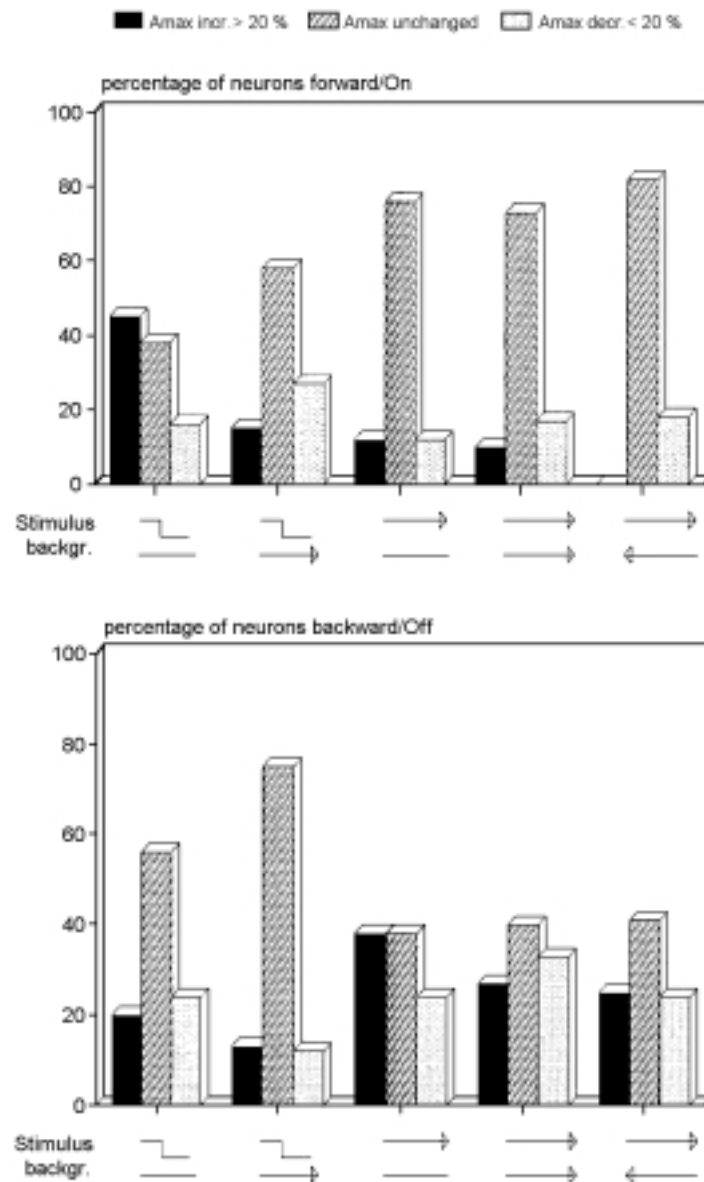 Amax incr.> 20 % Amax unchanged Amax decr.< 20 %
percentage of neurons forward/On
100
80
60
40
20
0
Stimulus
backgr.
percentage of neurons backward/Off
100
80
60
40
20
0
Stimulus
backgr.